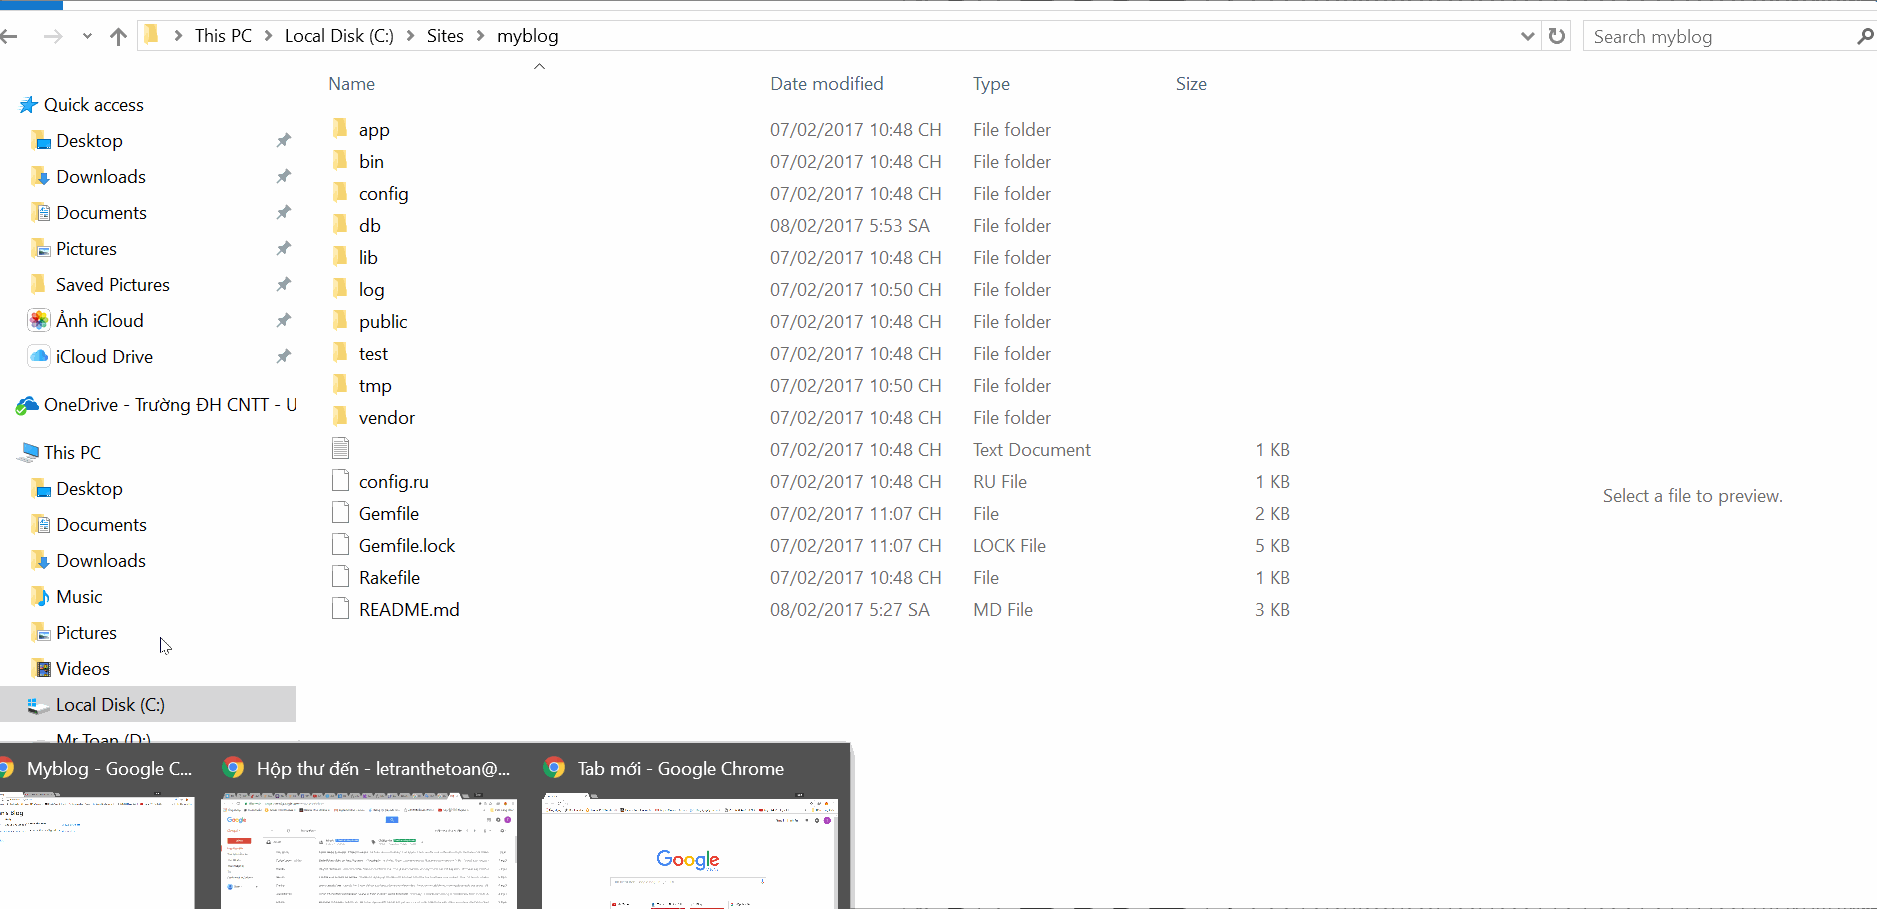 This PC > Local Disk (C:) > Sites > myblog
Search myblog
Name Date modified Type Size
Quick access
Desktop
Downloads
Documents
Pictures
Saved Pictures
Ảnh iCloud
iCloud Drive
OneDrive - Trường ĐH CNTT - U
This PC
Desktop
Documents
Downloads
Music
Pictures
Videos
Local Disk (C:)
Mr Toan (D:)
app 07/02/2017 10:48 CH File folder
bin 07/02/2017 10:48 CH File folder
config 07/02/2017 10:48 CH File folder
db 08/02/2017 5:53 SA File folder
lib 07/02/2017 10:48 CH File folder
log 07/02/2017 10:50 CH File folder
public 07/02/2017 10:48 CH File folder
test 07/02/2017 10:48 CH File folder
tmp 07/02/2017 10:50 CH File folder
vendor 07/02/2017 10:48 CH File folder
07/02/2017 10:48 CH Text Document 1 KB
config.ru 07/02/2017 10:48 CH RU File 1 KB
Gemfile 07/02/2017 11:07 CH File 2 KB
Gemfile.lock 07/02/2017 11:07 CH LOCK File 5 KB
Rakefile 07/02/2017 10:48 CH File 1 KB
README.md 08/02/2017 5:27 SA MD File 3 KB
Select a file to preview.
Myblog - Google C...
Hộp thư đến - letranthetoan@...
Tab mới - Google Chrome
Google
Google